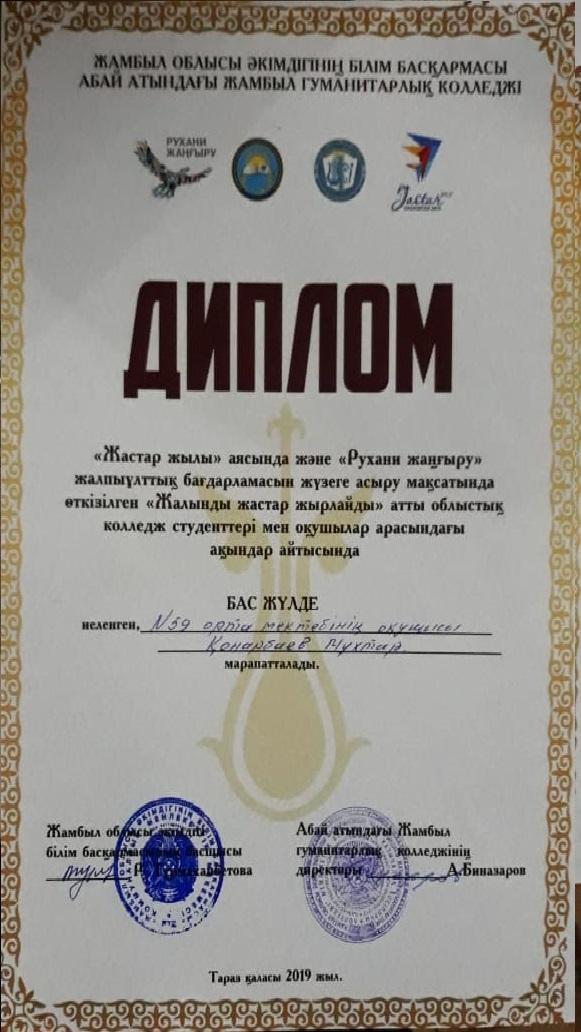 ЖАМБЫЛ ОБЛЫСЫ ӘКІМДІГІНІҢ БІЛІМ БАСҚАРМАСЫ
АБАЙ АТЫНДАҒЫ ЖАМБЫЛ ГУМАНИТАРЛЫҚ КОЛЛЕДЖІ
РУХАНИ
ЖАҢҒЫРУ
Jastar
ДИПЛОМ
«Жастар жылы» аясында және «Рухани жаңғыру»
жалпыұлттық бағдарламасын жүзеге асыру мақсатында
өткізілген «Жалынды жастар жырлайды» атты облыстық
колледж студенттері мен оқушылар арасындағы
ақындар айтысында
БАС ЖҮЛДЕ
иеленген, N59 орта мектебінің оқушысы
Қонарбаев Мұхтар
марапатталады.
Жамбыл облысы әкімдігі
білім басқармасының басшысы
Р.
Абай атындағы Жамбыл
гуманитарлық колледжінің
директоры А.Биназаров
Тараз қаласы 2019 жыл.